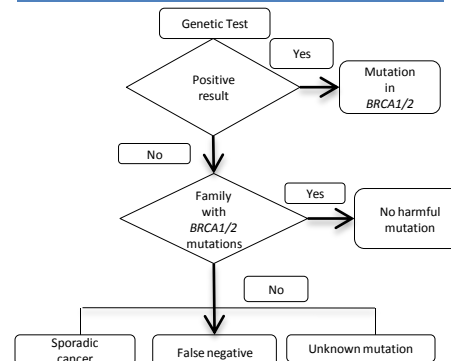 Genetic Test
Yes
Positive
result
Mutation
in
BRCA1/2
No
Family
with
BRCA1/2
mutations
Yes
No harmful
mutation
No
Sporadic
cancer
False negative
Unknown mutation